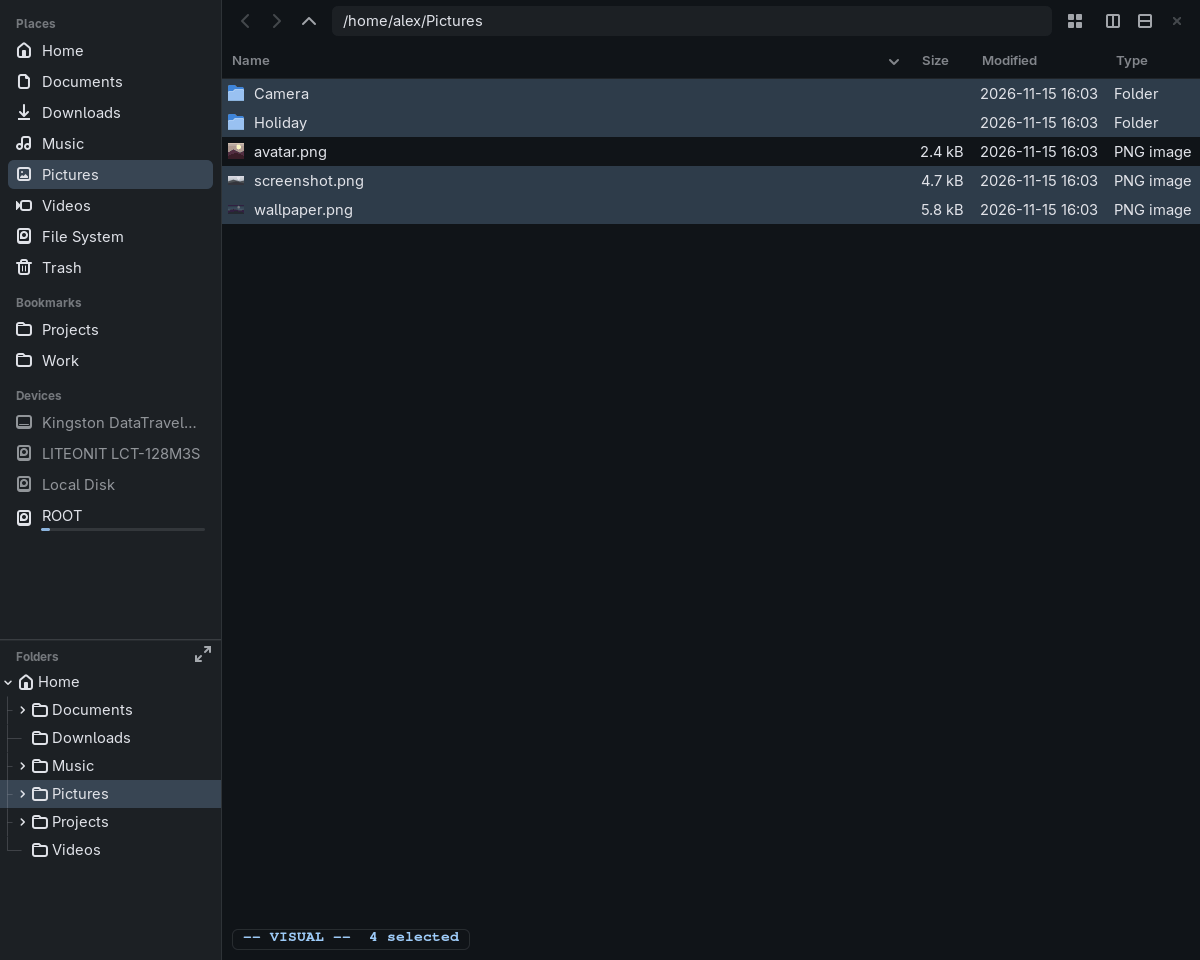 Places
Home
Documents
Downloads
Music
Pictures
Videos
File System
Trash
Bookmarks
Projects
Work
Devices
Kingston DataTravel...
LITEONIT LCT-128M3S
Local Disk
ROOT
Folders
Home
Documents
Downloads
Music
Pictures
Projects
Videos
/home/alex/Pictures
Name Size Modified Type
Camera 2026-11-15 16:03 Folder
Holiday 2026-11-15 16:03 Folder
avatar.png 2.4 kB 2026-11-15 16:03 PNG image
screenshot.png 4.7 kB 2026-11-15 16:03 PNG image
wallpaper.png 5.8 kB 2026-11-15 16:03 PNG image
-- VISUAL -- 4 selected